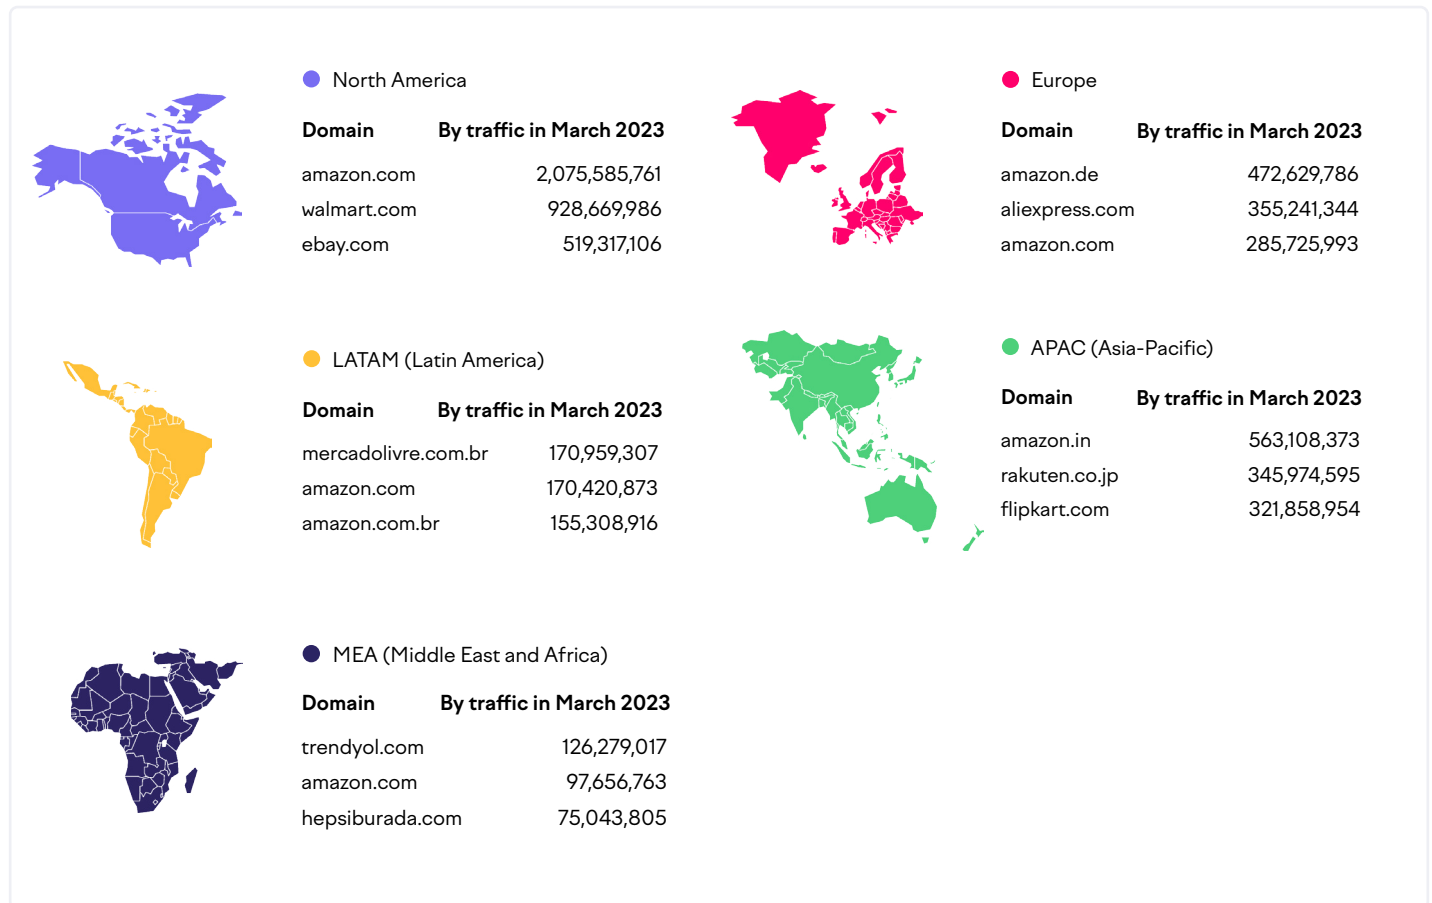 North America
Domain By traffic in March 2023
amazon.com 2,075,585,761
walmart.com 928,669,986
ebay.com 519,317,106
Europe
Domain By traffic in March 2023
amazon.de 472,629,786
aliexpress.com 355,241,344
amazon.com 285,725,993
LATAM (Latin America)
Domain By traffic in March 2023
mercadolivre.com.br 170,959,307
amazon.com 170,420,873
amazon.com.br 155,308,916
APAC (Asia-Pacific)
Domain By traffic in March 2023
amazon.in 563,108,373
rakuten.co.jp 345,974,595
flipkart.com 321,858,954
MEA (Middle East and Africa)
Domain By traffic in March 2023
trendyol.com 126,279,017
amazon.com 97,656,763
hepsiburada.com 75,043,805